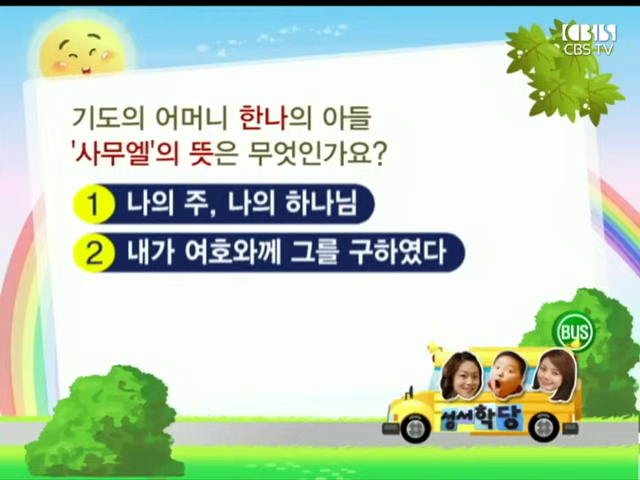 CBS
CBS TV
기도의 어머니 한나의 아들
'사무엘'의 뜻은 무엇인가요?
1 나의 주, 나의 하나님
2 내가 여호와께 그를 구하였다
BUS
성서학당